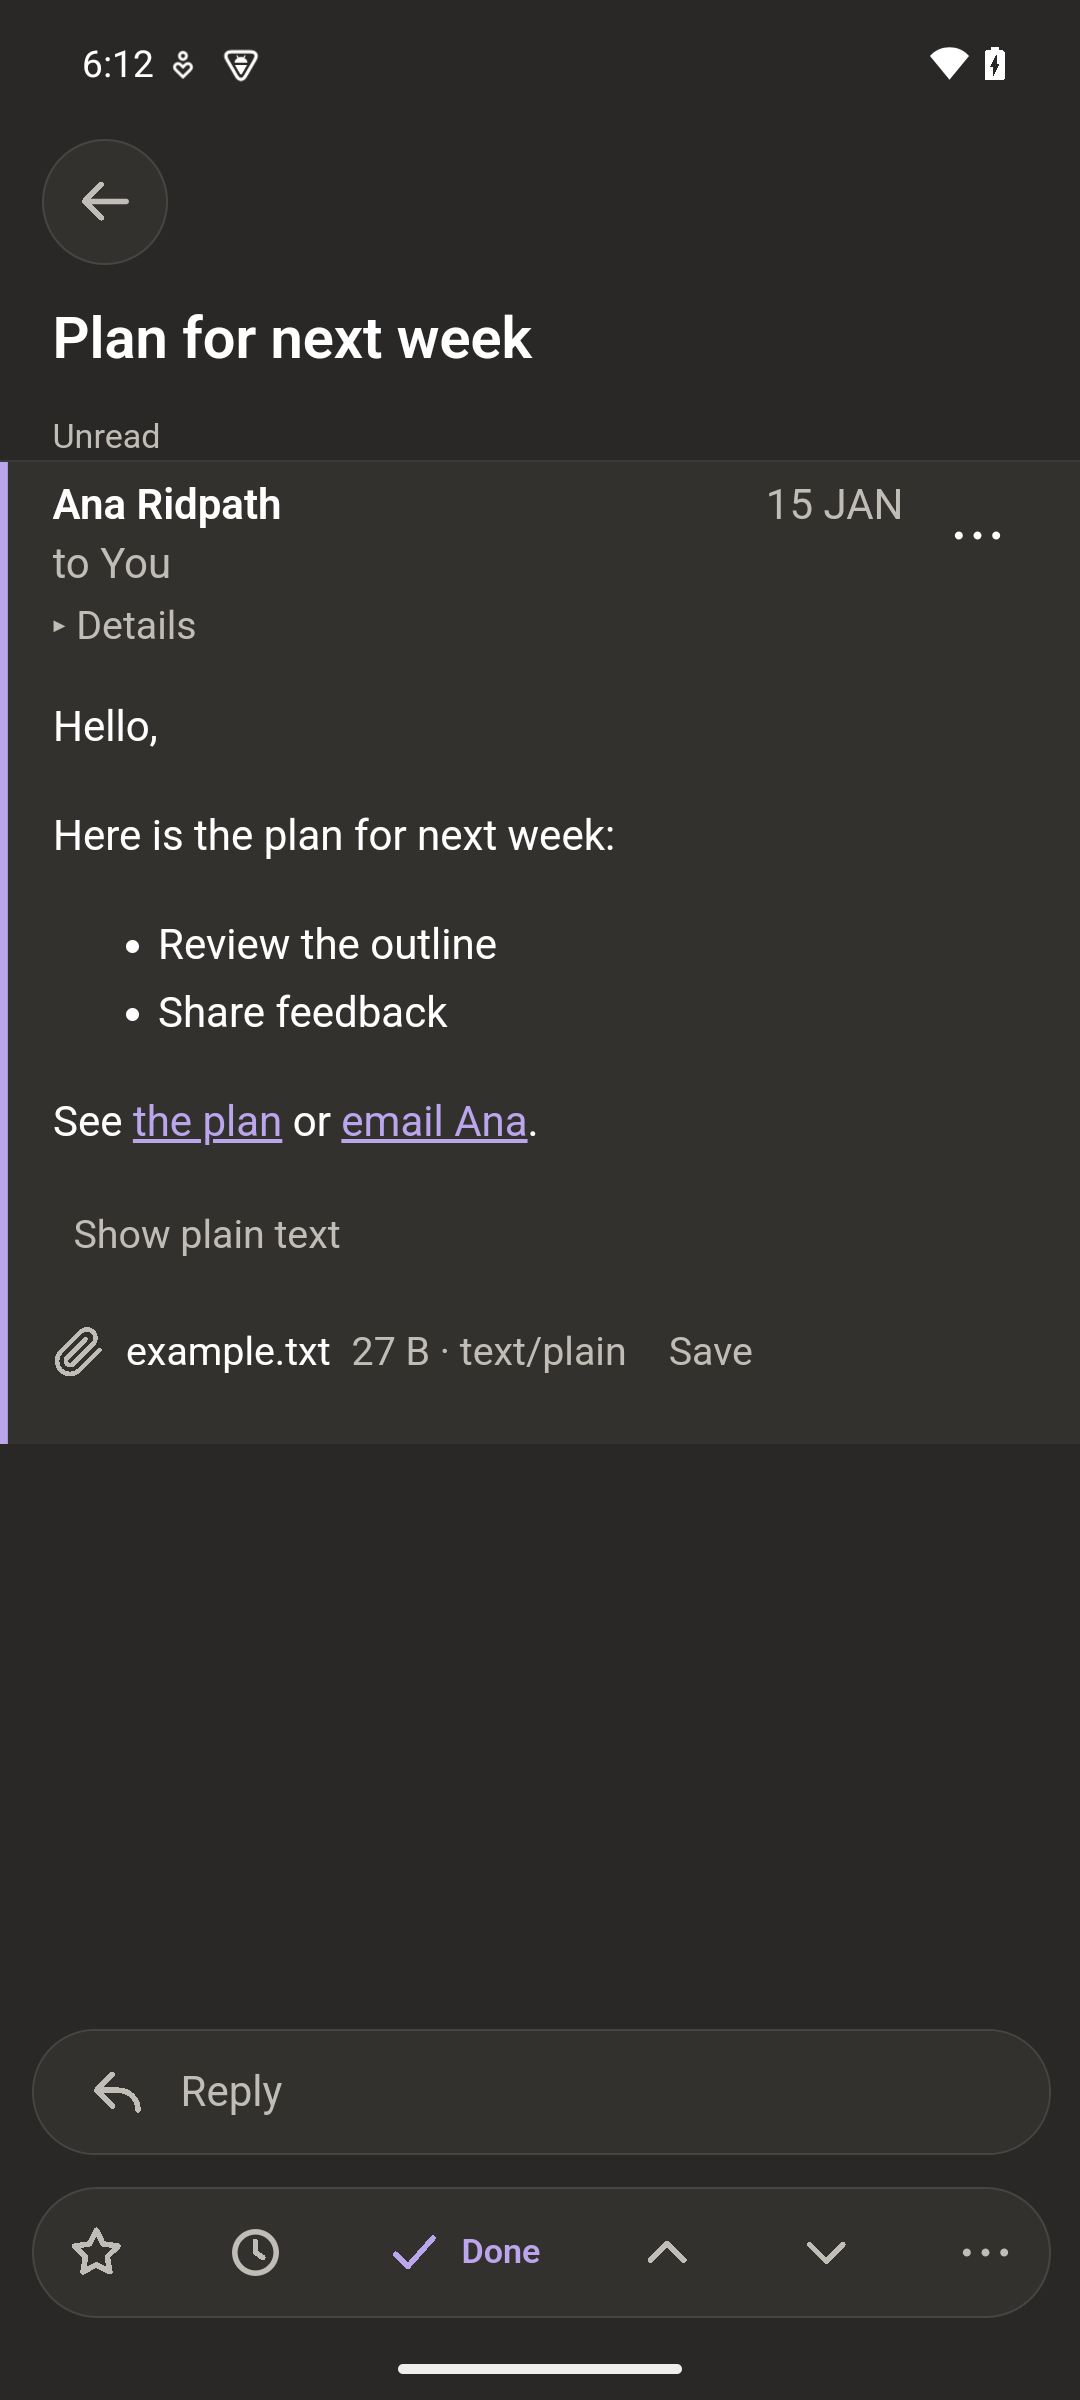 6:12
Plan for next week
Unread
Ana Ridpath 15 JAN
to You
Details
Hello,
Here is the plan for next week:
• Review the outline
• Share feedback
See the plan or email Ana.
Show plain text
example.txt 27 B · text/plain Save
Reply
Done